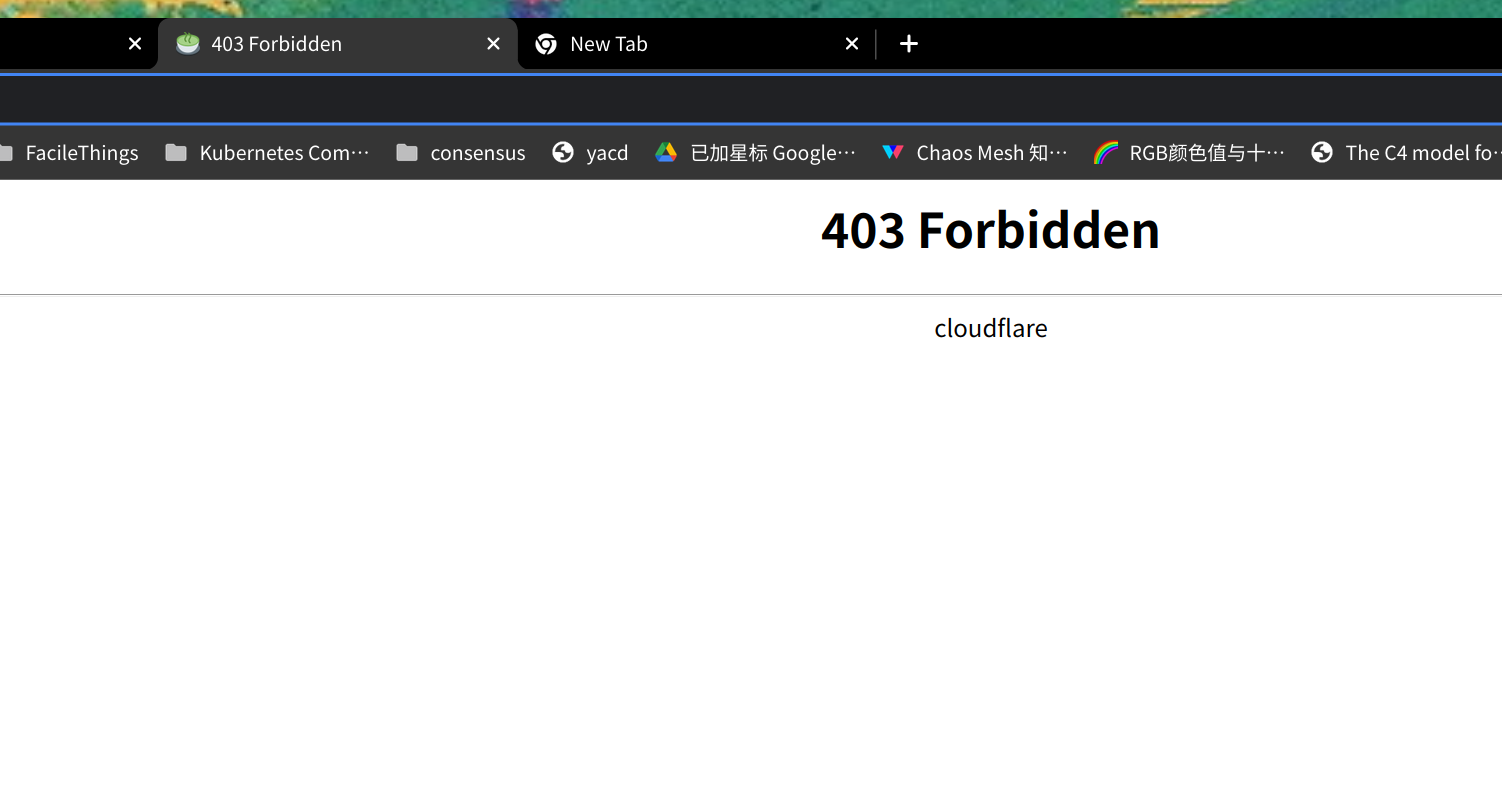 403 Forbidden
New Tab
FacileThings
Kubernetes Com…
consensus
yacd
已加星标 Google…
Chaos Mesh 知…
RGB颜色值与十…
The C4 model fo…
403 Forbidden
cloudflare